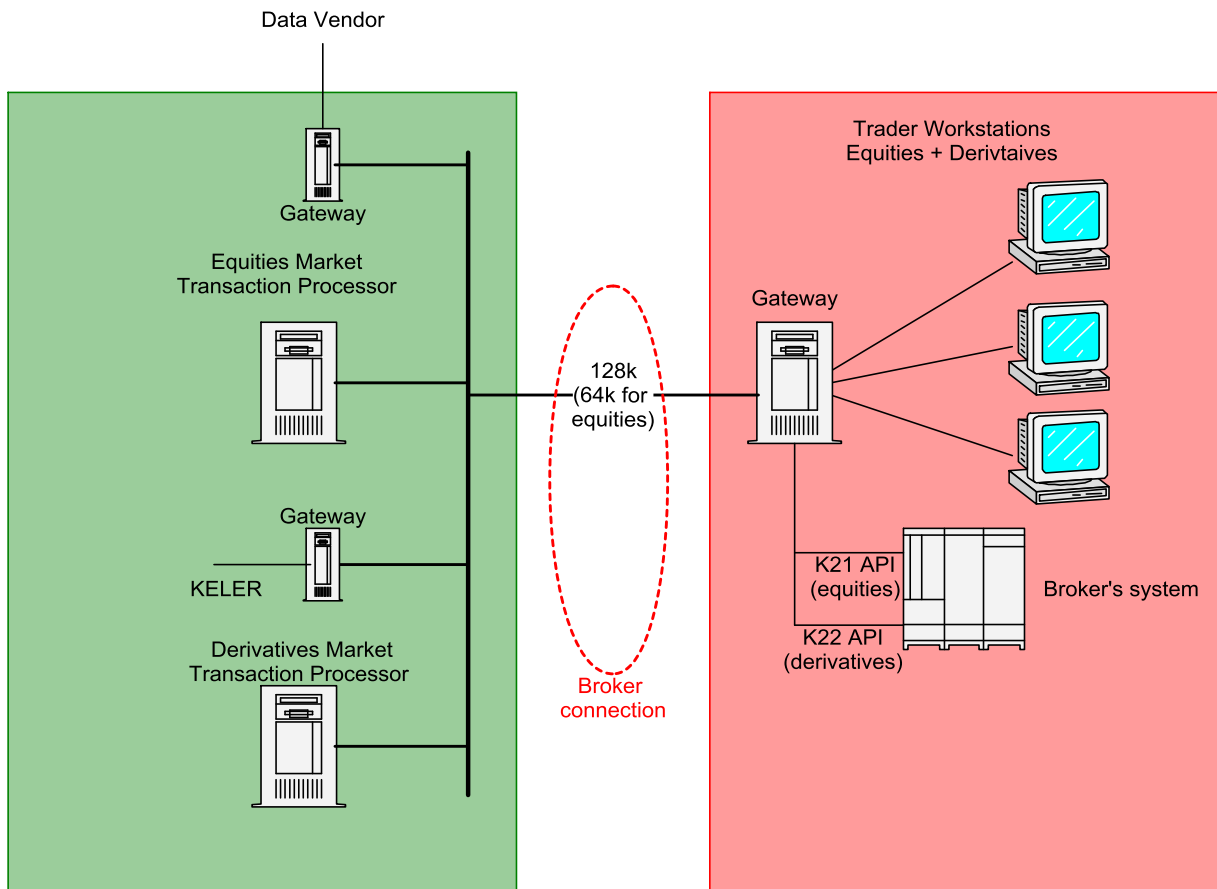 Data Vendor
Gateway
Equities Market
Transaction Processor
Gateway
KELER
Derivatives Market
Transaction Processor
128k
(64k for
equities)
Broker
connection
Trader Workstations
Equities + Derivtaives
Gateway
K21 API
(equities)
K22 API
(derivatives)
Broker's system